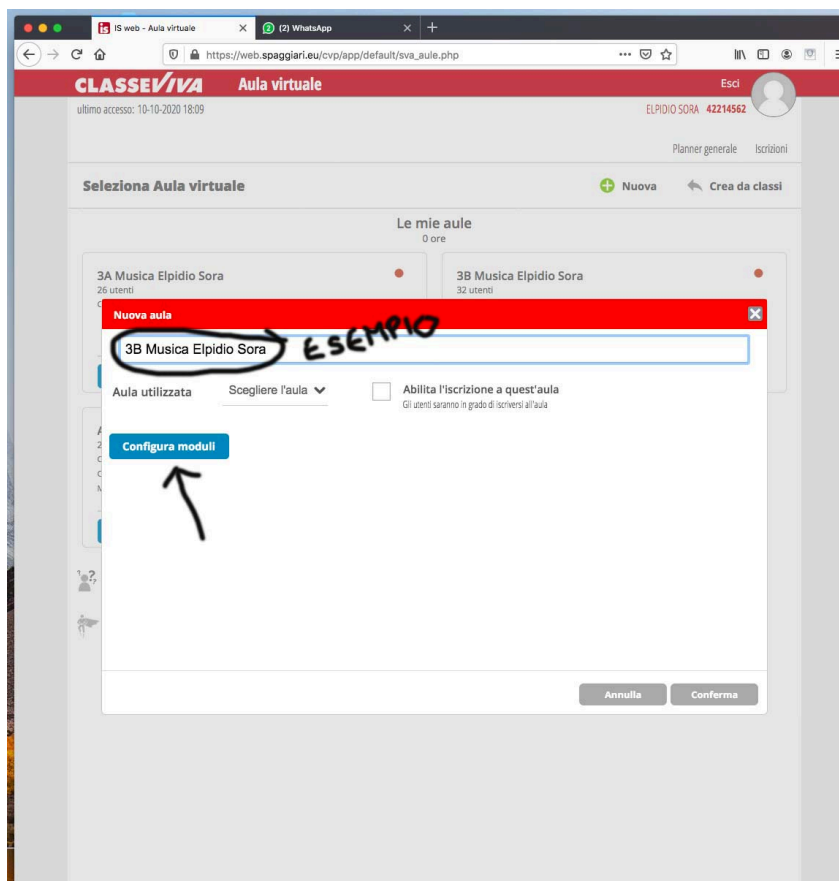 IS web - Aula virtuale
(2) WhatsApp
https://web.spaggiari.eu/cvp/app/default/sva_aule.php
CLASSEVIVA
Aula virtuale
Esci
ultimo accesso: 10-10-2020 18:09
ELPIDIO SORA 42214562
Planner generale Iscrizioni
Seleziona Aula virtuale
Nuova
Crea da classi
Le mie aule
0 ore
3A Musica Elpidio Sora
26 utenti
3B Musica Elpidio Sora
32 utenti
Nuova aula
3B Musica Elpidio Sora
ESEMPIO
Aula utilizzata
Scegliere l'aula
Abilita l'iscrizione a quest'aula
Gli utenti saranno in grado di iscriversi all'aula
Configura moduli
Annulla
Conferma